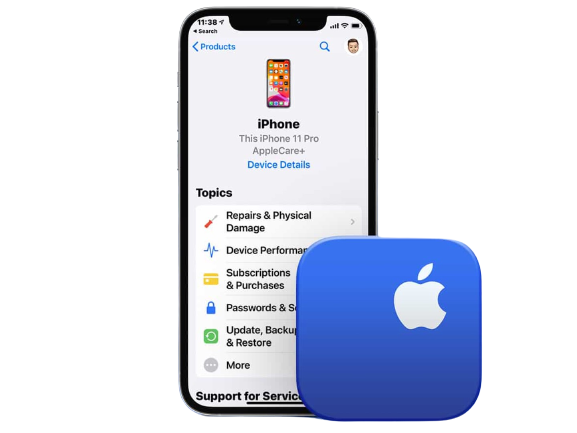 11:38
Search
Products
iPhone
This iPhone 11 Pro
AppleCare+
Device Details
Topics
Repairs & Physical
Damage
Device Performan
Subscriptions
& Purchases
Passwords & S
Update, Backup
& Restore
More
Support for Service